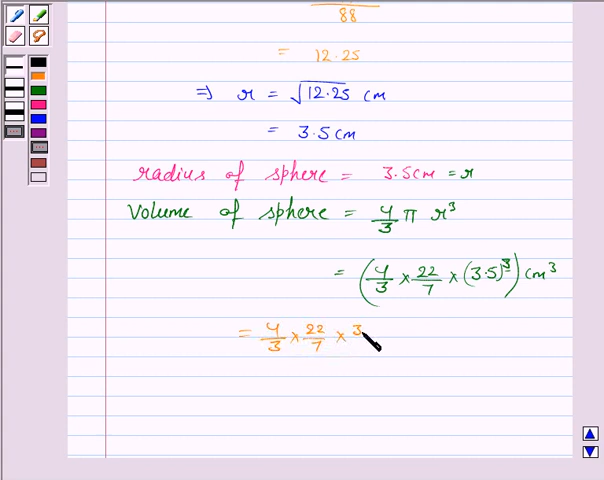 88
= 12.25
⇒ r = √12.25 cm
= 3.5 cm
radius of sphere = 3.5cm = r
Volume of sphere = 4/3 π r³
= (4/3 × 22/7 × (3.5)³) cm³
= 4/3 × 22/7 × 3